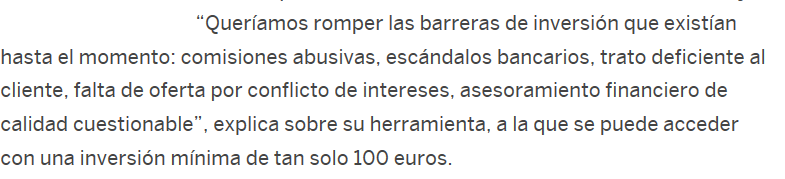 “Queríamos romper las barreras de inversión que existían
hasta el momento: comisiones abusivas, escándalos bancarios, trato deficiente al
cliente, falta de oferta por conflicto de intereses, asesoramiento financiero de
calidad cuestionable”, explica sobre su herramienta, a la que se puede acceder
con una inversión mínima de tan solo 100 euros.